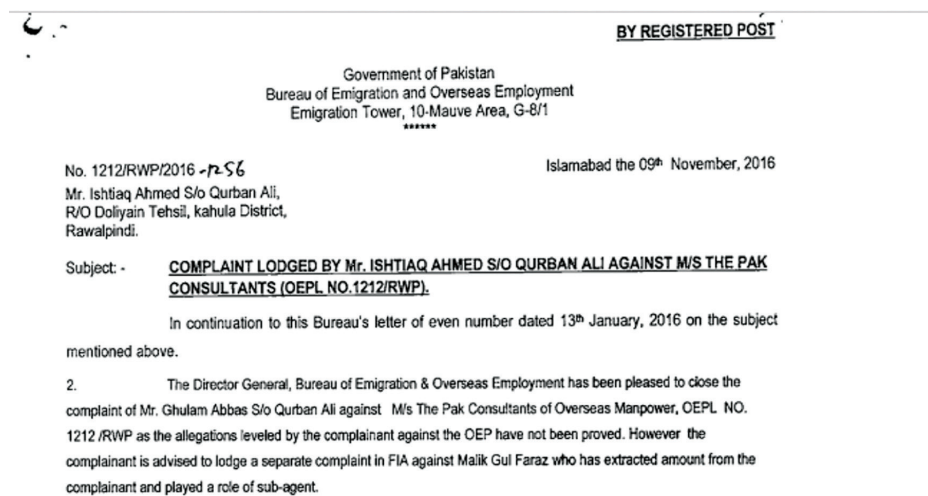 BY REGISTERED POST
Government of Pakistan
Bureau of Emigration and Overseas Employment
Emigration Tower, 10-Mauve Area, G-8/1
******
No. 1212/RWP/2016 -1256
Islamabad the 09th November, 2016
Mr. Ishtiaq Ahmed S/o Qurban Ali,
R/O Doliyain Tehsil, kahula District,
Rawalpindi.
Subject: - COMPLAINT LODGED BY Mr. ISHTIAQ AHMED S/O QURBAN ALI AGAINST M/S THE PAK
CONSULTANTS (OEPL NO.1212/RWP).
In continuation to this Bureau's letter of even number dated 13th January, 2016 on the subject
mentioned above.
2. The Director General, Bureau of Emigration & Overseas Employment has been pleased to close the
complaint of Mr. Ghulam Abbas S/o Qurban Ali against M/s The Pak Consultants of Overseas Manpower, OEPL NO.
1212 /RWP as the allegations leveled by the complainant against the OEP have not been proved. However the
complainant is advised to lodge a separate complaint in FIA against Malik Gul Faraz who has extracted amount from the
complainant and played a role of sub-agent.